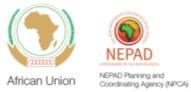 NEPAD
African Union
NEPAD Planning and
Coordinating Agency (NPCA)